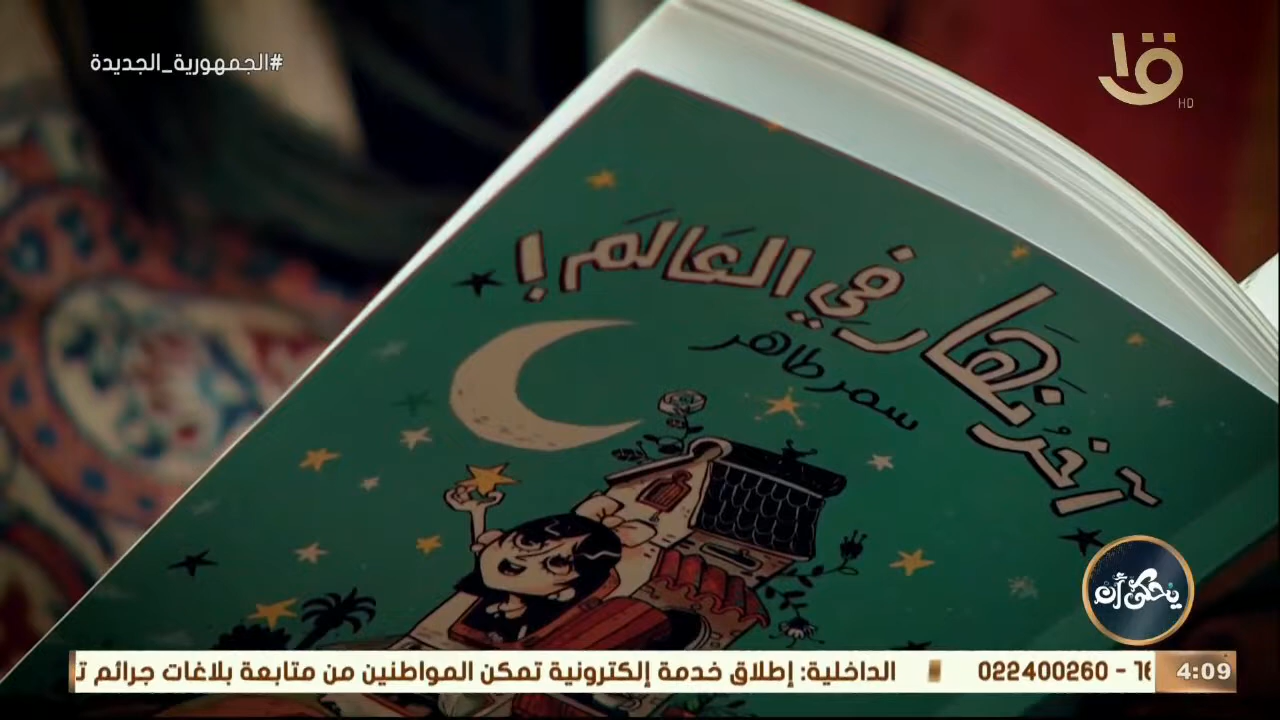 #الجمهورية_الجديدة
HD
آخر نهار في العالم!
سمر طاهر
يحكى أن
الداخلية: إطلاق خدمة إلكترونية تمكن المواطنين من متابعة بلاغات جرائم
022400260 -
4:09